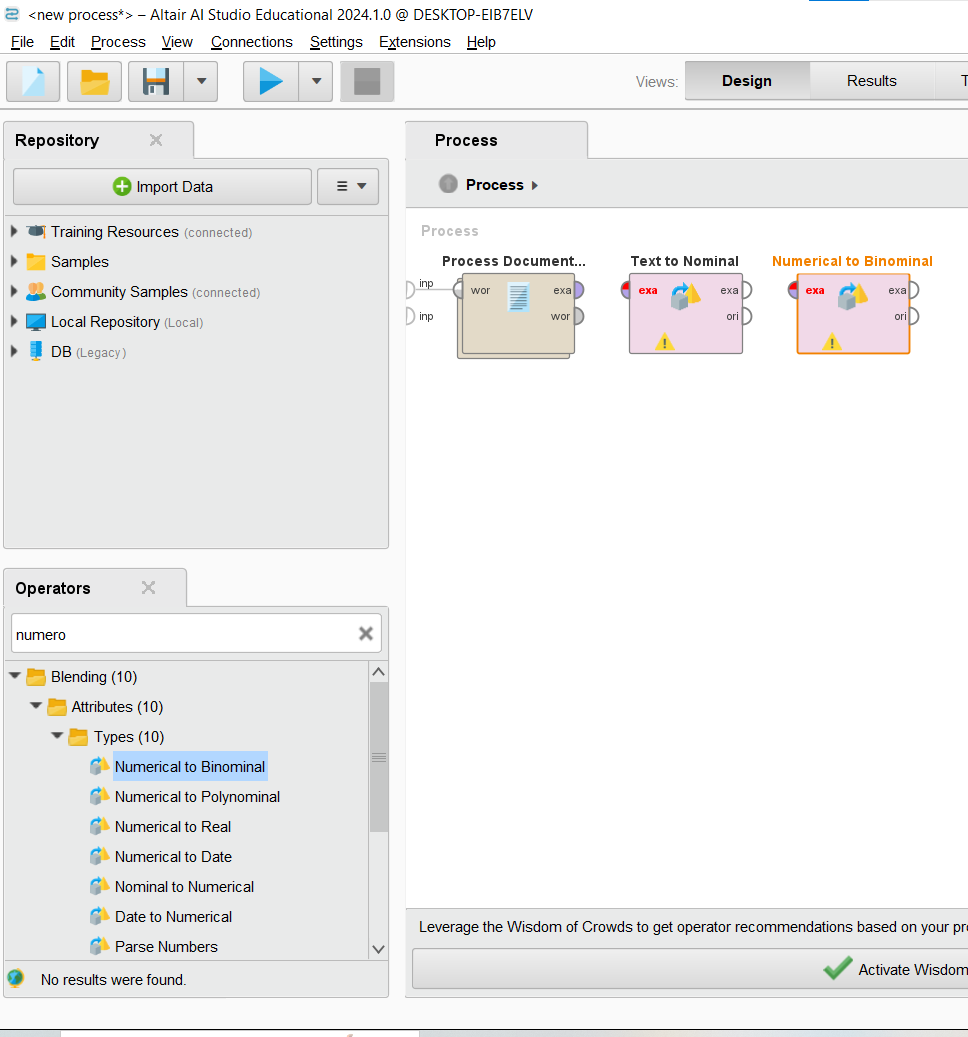 <new process*> – Altair AI Studio Educational 2024.1.0 @ DESKTOP-EIB7ELV
File Edit Process View Connections Settings Extensions Help
Views: Design Results T
Repository
Import Data
Training Resources (connected)
Samples
Community Samples (connected)
Local Repository (Local)
DB (Legacy)
Operators
numero
Blending (10)
Attributes (10)
Types (10)
Numerical to Binominal
Numerical to Polynominal
Numerical to Real
Numerical to Date
Nominal to Numerical
Date to Numerical
Parse Numbers
No results were found.
Process
Process
Process
Process Document... Text to Nominal Numerical to Binominal
inp wor exa exa exa exa exa
inp wor ori ori
Leverage the Wisdom of Crowds to get operator recommendations based on your pro
Activate Wisdom